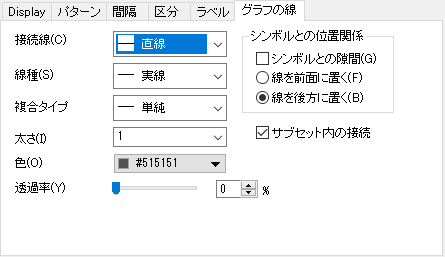 Display パターン 間隔 区分 ラベル グラフの線
接続線(C) 直線
線種(S) 実線
複合タイプ 単純
太さ(I) 1
色(O) #515151
透過率(Y) 0 %
シンボルとの位置関係
シンボルとの隙間(G)
線を前面に置く(F)
線を後方に置く(B)
サブセット内の接続